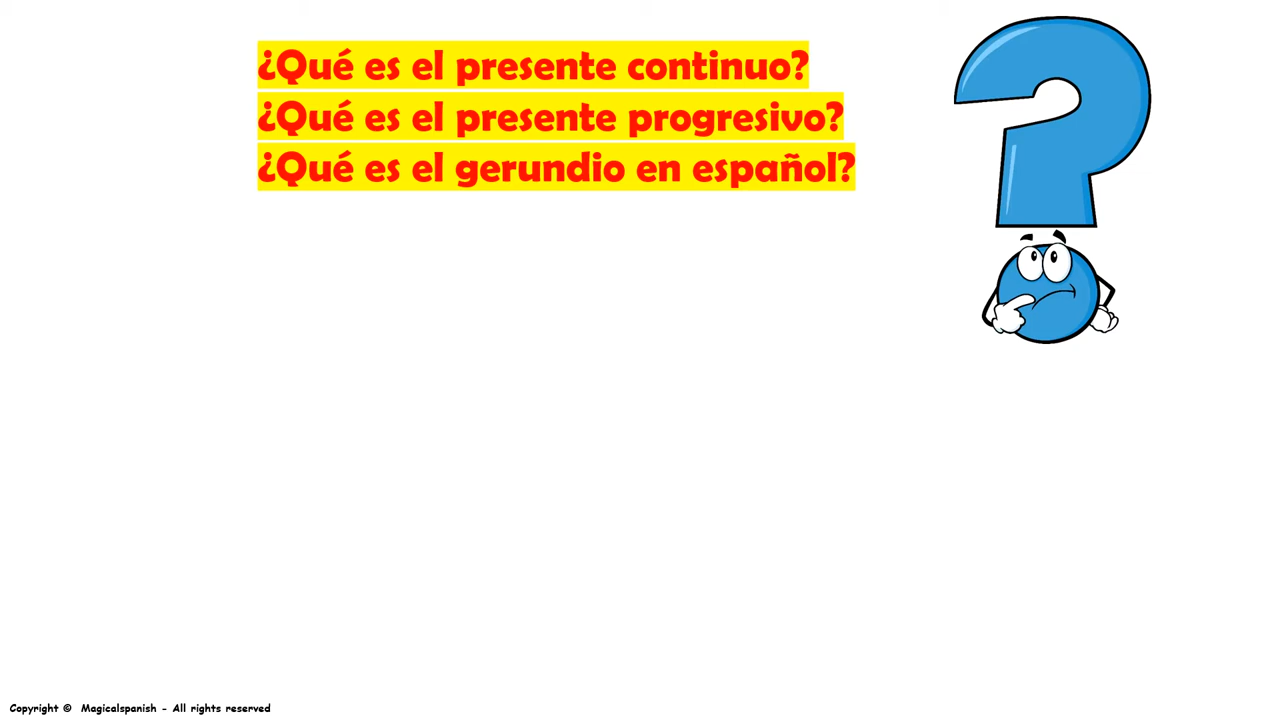 ¿Qué es el presente continuo?
¿Qué es el presente progresivo?
¿Qué es el gerundio en español?
Copyright © Magicalspanish - All rights reserved